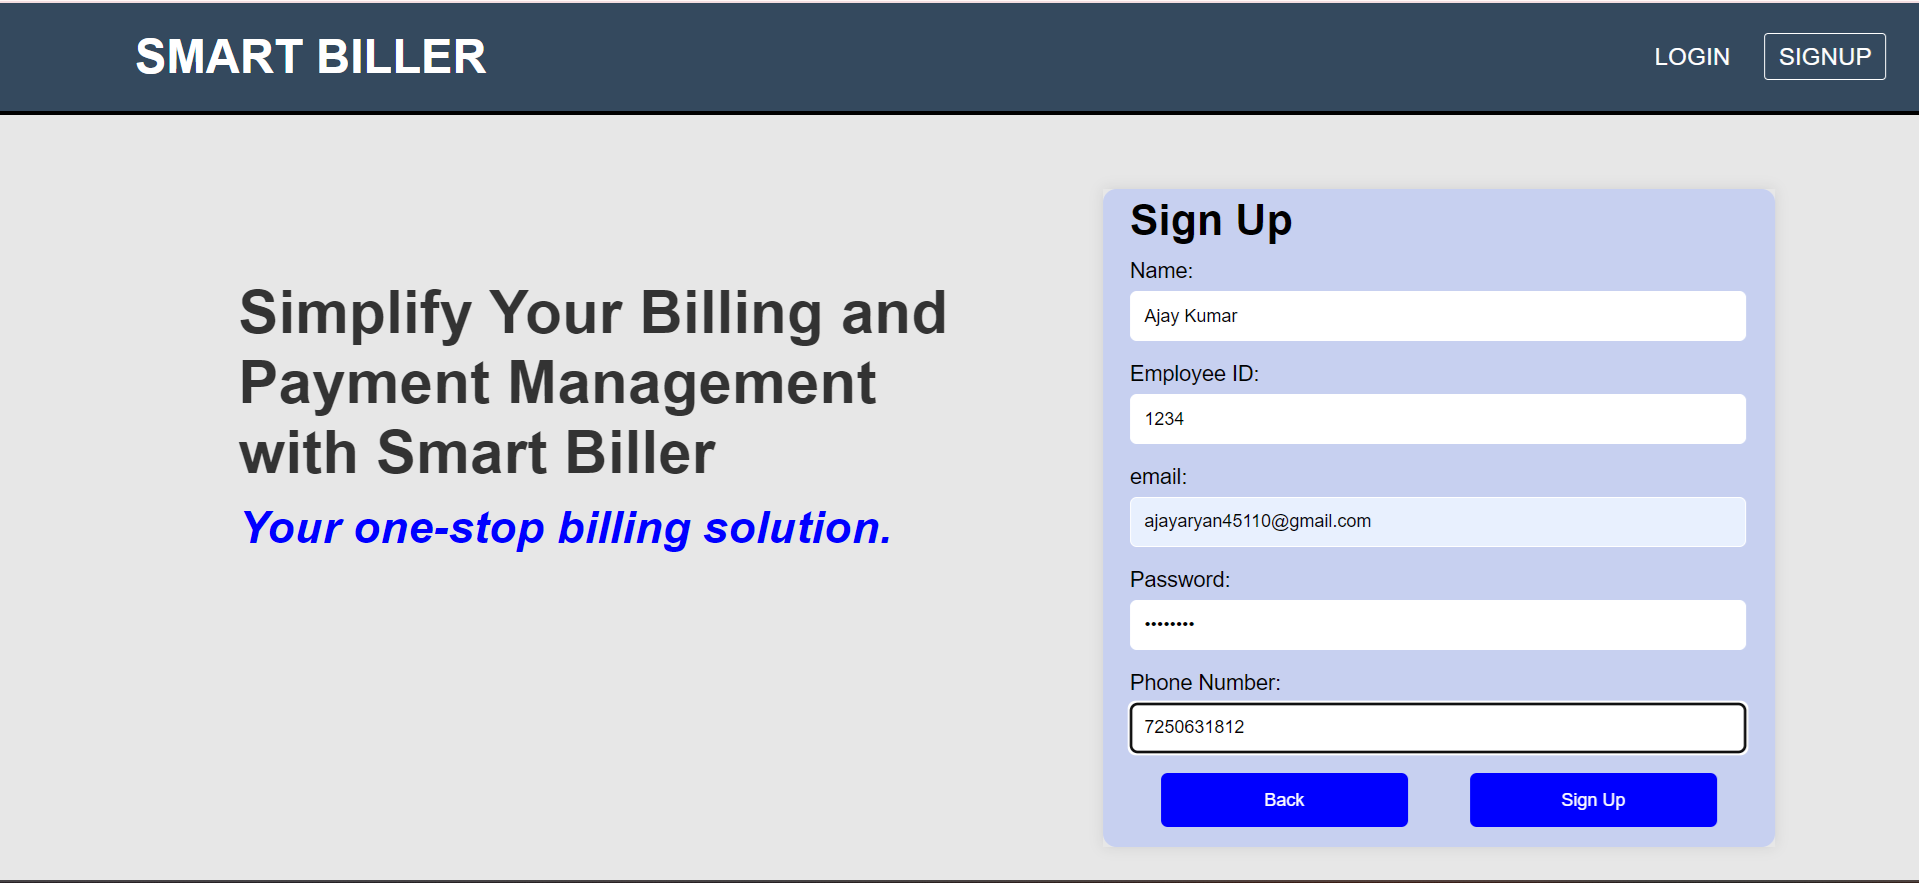 SMART BILLER
LOGIN
SIGNUP
Simplify Your Billing and
Payment Management
with Smart Biller
Your one-stop billing solution.
Sign Up
Name:
Ajay Kumar
Employee ID:
1234
email:
ajayaryan45110@gmail.com
Password:
••••••••
Phone Number:
7250631812
Back
Sign Up